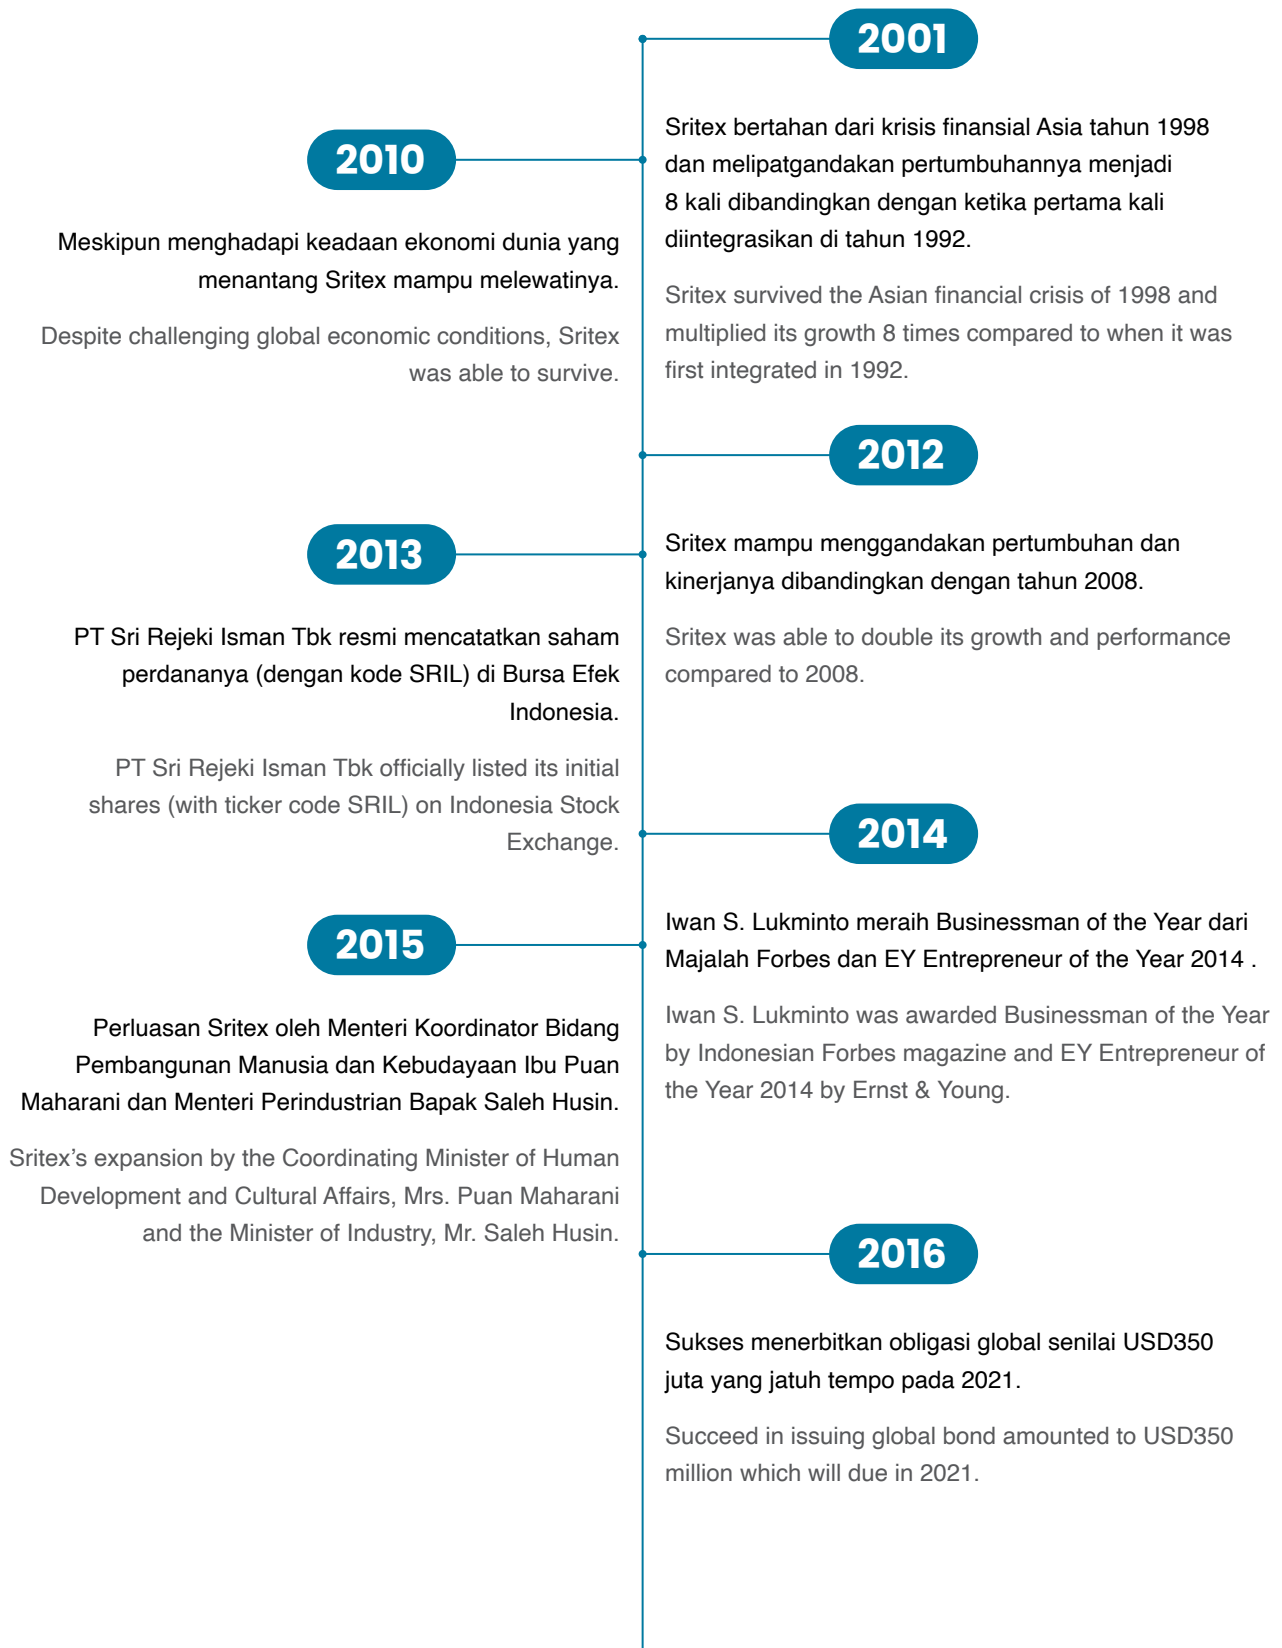 2001
Sritex bertahan dari krisis finansial Asia tahun 1998
dan melipatgandakan pertumbuhannya menjadi
8 kali dibandingkan dengan ketika pertama kali
diintegrasikan di tahun 1992.
Sritex survived the Asian financial crisis of 1998 and
multiplied its growth 8 times compared to when it was
first integrated in 1992.
2010
Meskipun menghadapi keadaan ekonomi dunia yang
menantang Sritex mampu melewatinya.
Despite challenging global economic conditions, Sritex
was able to survive.
2012
Sritex mampu menggandakan pertumbuhan dan
kinerjanya dibandingkan dengan tahun 2008.
Sritex was able to double its growth and performance
compared to 2008.
2013
PT Sri Rejeki Isman Tbk resmi mencatatkan saham
perdananya (dengan kode SRIL) di Bursa Efek
Indonesia.
PT Sri Rejeki Isman Tbk officially listed its initial
shares (with ticker code SRIL) on Indonesia Stock
Exchange.
2014
Iwan S. Lukminto meraih Businessman of the Year dari
Majalah Forbes dan EY Entrepreneur of the Year 2014 .
Iwan S. Lukminto was awarded Businessman of the Year
by Indonesian Forbes magazine and EY Entrepreneur of
the Year 2014 by Ernst & Young.
2015
Perluasan Sritex oleh Menteri Koordinator Bidang
Pembangunan Manusia dan Kebudayaan Ibu Puan
Maharani dan Menteri Perindustrian Bapak Saleh Husin.
Sritex’s expansion by the Coordinating Minister of Human
Development and Cultural Affairs, Mrs. Puan Maharani
and the Minister of Industry, Mr. Saleh Husin.
2016
Sukses menerbitkan obligasi global senilai USD350
juta yang jatuh tempo pada 2021.
Succeed in issuing global bond amounted to USD350
million which will due in 2021.